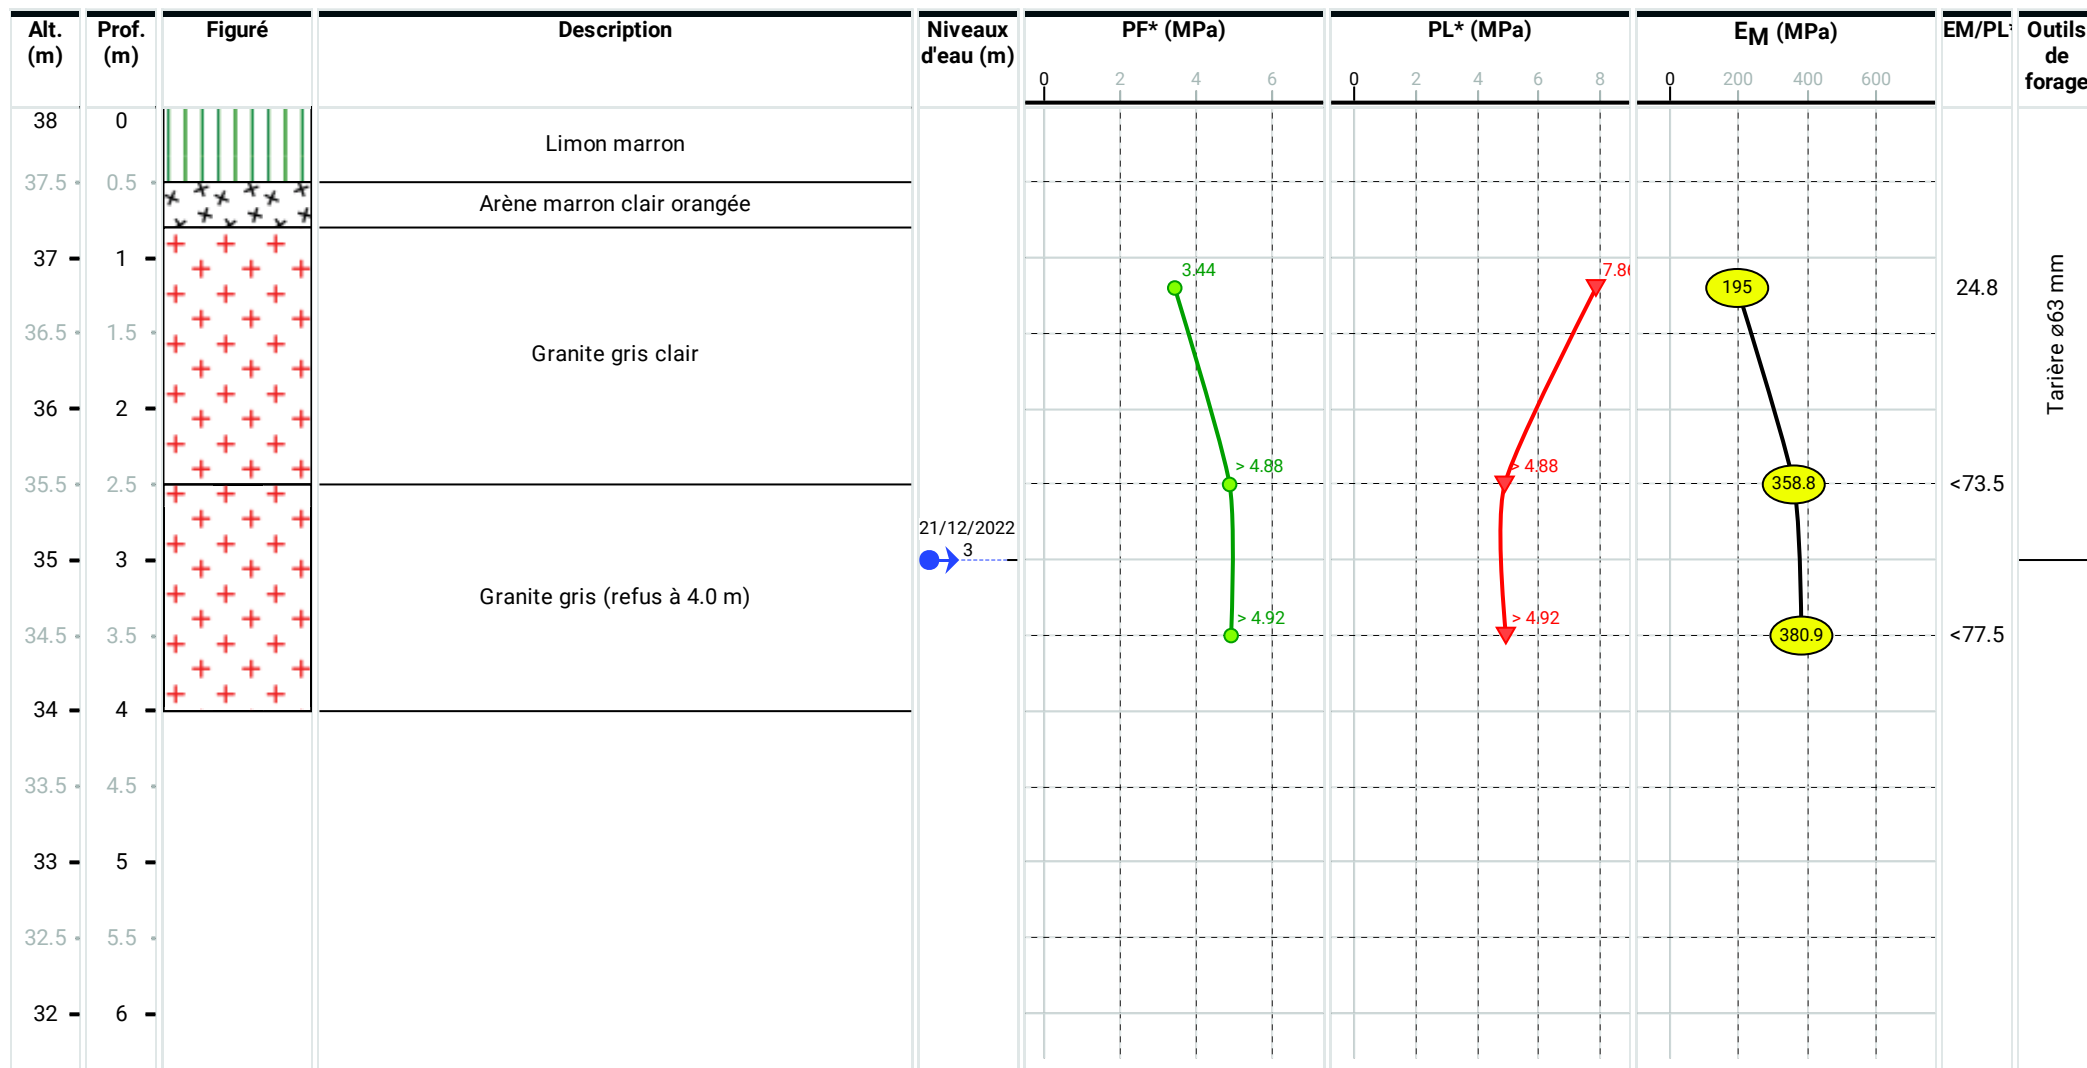 Alt.
(m)
Prof.
(m)
Figuré
Description
Niveaux
d'eau (m)
PF* (MPa)
0 2 4 6
PL* (MPa)
0 2 4 6 8
EM (MPa)
0 200 400 600
EM/PL*
Outils
de
forage
38 0
Limon marron
37.5 0.5
Arène marron clair orangée
37 1
3.44
7.86
195
24.8
Tarière ø63 mm
36.5 1.5
Granite gris clair
36 2
> 4.88
> 4.88
35.5 2.5
358.8
<73.5
21/12/2022
3
35 3
Granite gris (refus à 4.0 m)
> 4.92
> 4.92
34.5 3.5
380.9
<77.5
34 4
33.5 4.5
33 5
32.5 5.5
32 6